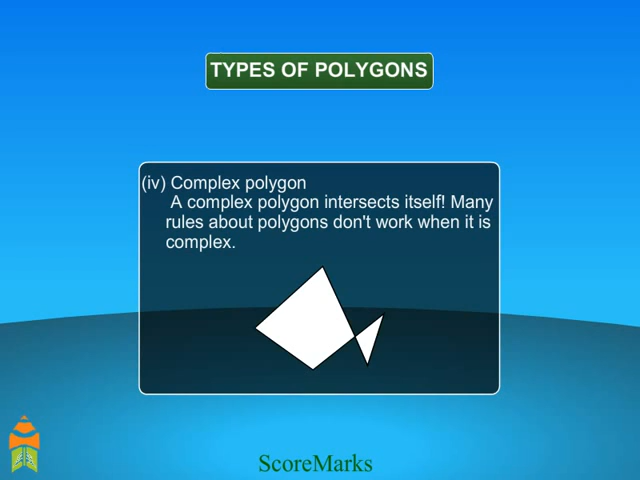 TYPES OF POLYGONS
(iv) Complex polygon
A complex polygon intersects itself! Many
rules about polygons don't work when it is
complex.
ScoreMarks